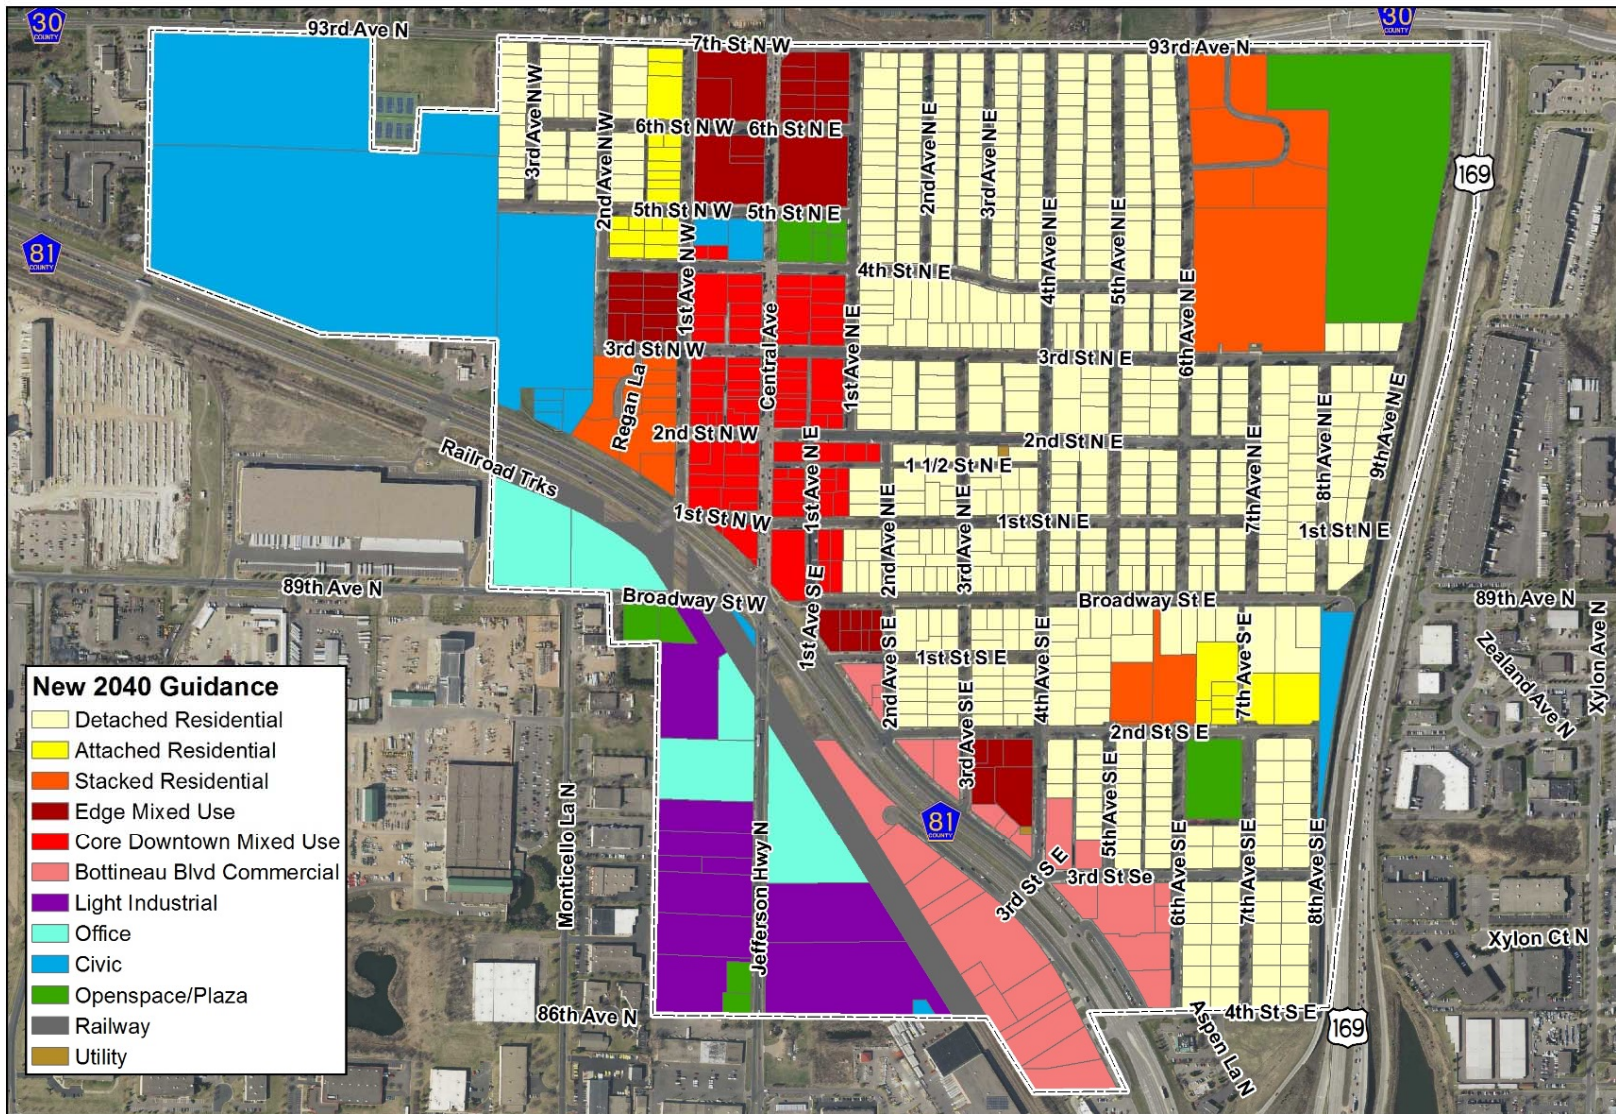 30
COUNTY
93rd Ave N
7th St N W
93rd Ave N
30
COUNTY
3rd Ave N W
2nd Ave N W
6th St N W
6th St N E
2nd Ave N E
3rd Ave N E
4th Ave N E
5th Ave N E
6th Ave N E
169
5th St N W
5th St N E
81
COUNTY
1st Ave N W
Central Ave
1st Ave N E
4th St N E
3rd St N W
3rd St N E
Regan La
2nd St N W
2nd St N E
1 1/2 St N E
1st Ave N E
2nd Ave N E
3rd Ave N E
7th Ave N E
8th Ave N E
9th Ave N E
Railroad Trks
1st St N W
1st St N E
1st St N E
89th Ave N
Broadway St W
Broadway St E
89th Ave N
1st Ave S E
2nd Ave S E
1st St S E
3rd Ave S E
4th Ave S E
7th Ave S E
Zealand Ave N
Xylon Ave N
2nd St S E
5th Ave S E
81
COUNTY
Monticello La N
Jefferson Hwy N
3rd St S E
3rd St Se
6th Ave S E
7th Ave S E
8th Ave S E
Xylon Ct N
86th Ave N
Aspen La N
4th St S E
169
New 2040 Guidance
Detached Residential
Attached Residential
Stacked Residential
Edge Mixed Use
Core Downtown Mixed Use
Bottineau Blvd Commercial
Light Industrial
Office
Civic
Openspace/Plaza
Railway
Utility